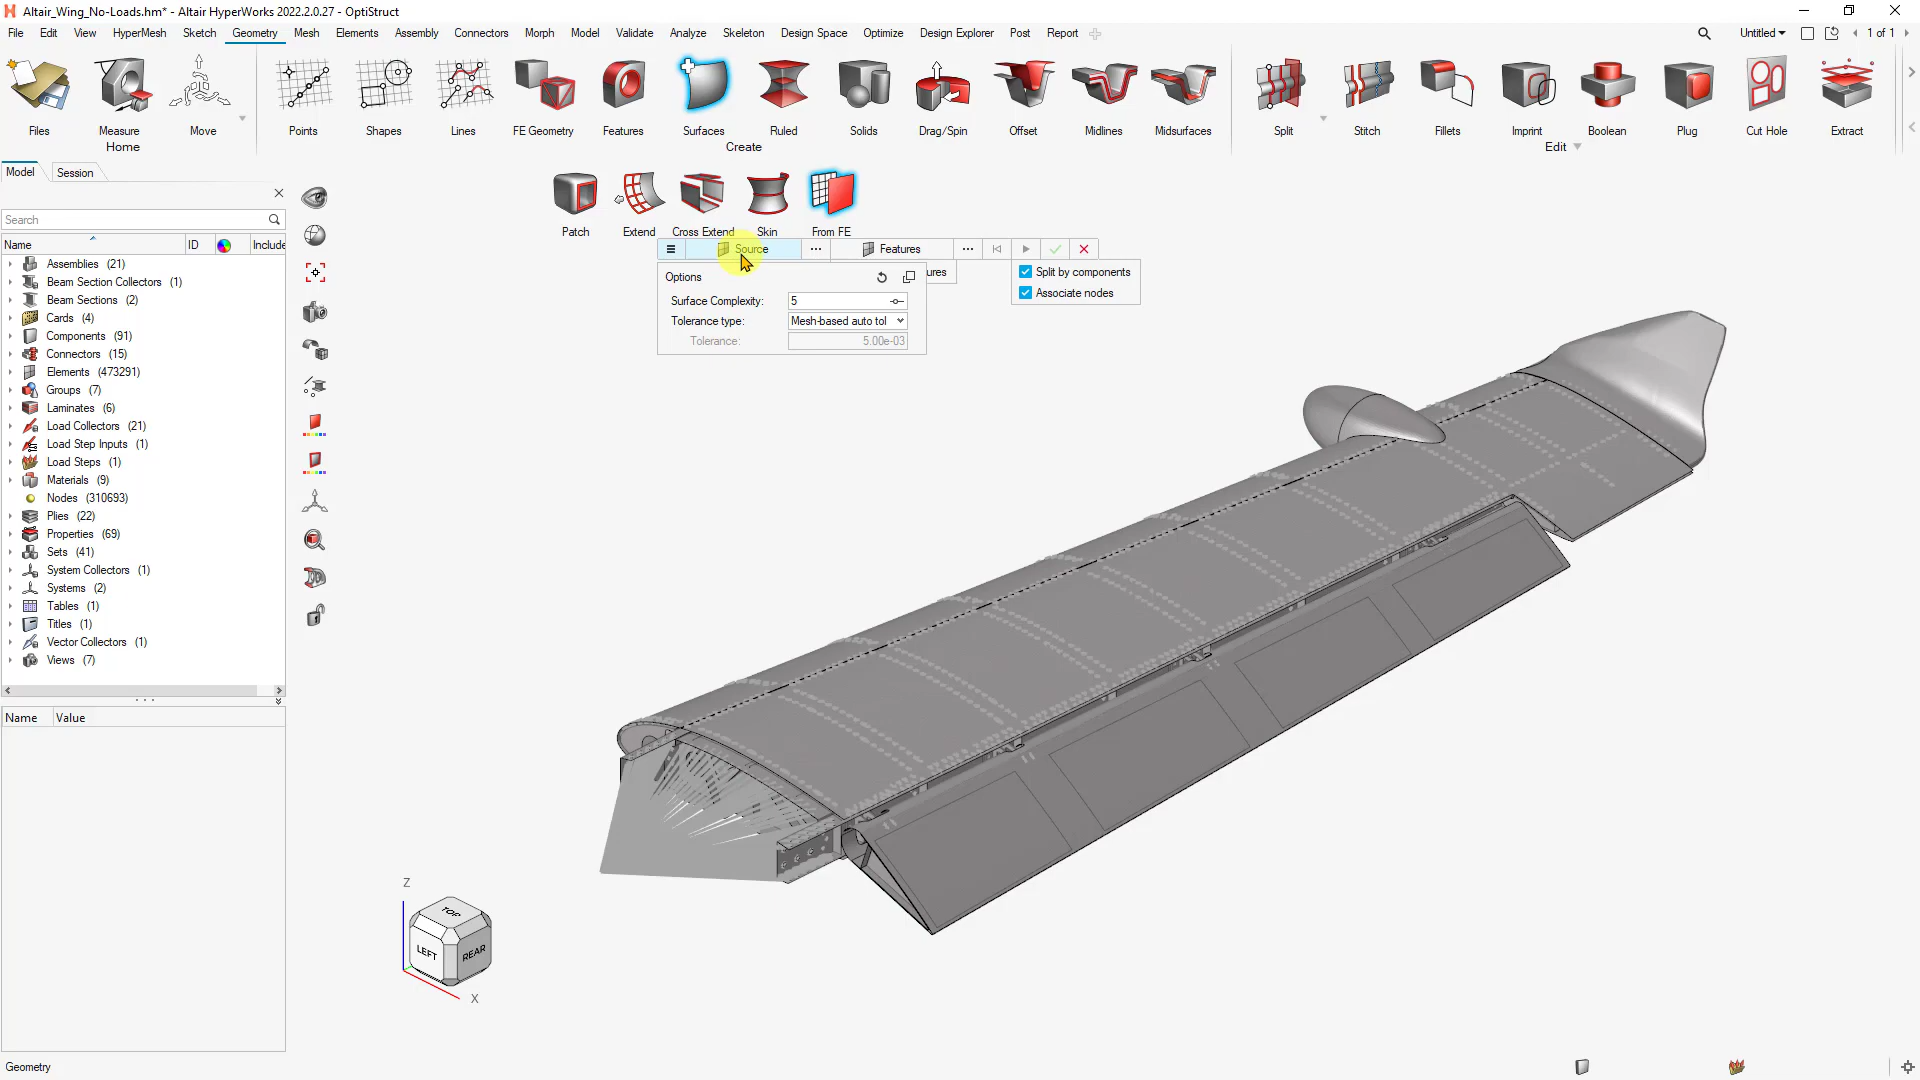 Altair_Wing_No-Loads.hm* - Altair HyperWorks 2022.2.0.27 - OptiStruct
File Edit View HyperMesh Sketch Geometry Mesh Elements Assembly Connectors Morph Model Validate Analyze Skeleton Design Space Optimize Design Explorer Post Report Untitled 1 of 1
Files Measure Move Points Shapes Lines FE Geometry Features Surfaces Ruled Solids Drag/Spin Offset Midlines Midsurfaces Split Stitch Fillets Imprint Boolean Plug Cut Hole Extract
Home Create Edit
Model Session
Patch Extend Cross Extend Skin From FE
Search
Name ID Include
Source ... Features ...
Options ures
Split by components
Associate nodes
Surface Complexity: 5
Tolerance type: Mesh-based auto tol
Tolerance: 5.00e-03
Assemblies (21)
Beam Section Collectors (1)
Beam Sections (2)
Cards (4)
Components (91)
Connectors (15)
Elements (473291)
Groups (7)
Laminates (6)
Load Collectors (21)
Load Step Inputs (1)
Load Steps (1)
Materials (9)
Nodes (310693)
Plies (22)
Properties (69)
Sets (41)
System Collectors (1)
Systems (2)
Tables (1)
Titles (1)
Vector Collectors (1)
Views (7)
Name Value
Z
TOP
LEFT REAR
X
Geometry